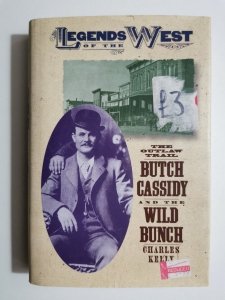 LEGENDS
OF THE
WEST
£3
THE
OUTLAW
TRAIL
BUTCH
CASSIDY
AND THE
WILD
BUNCH
CHARLES
KELLY